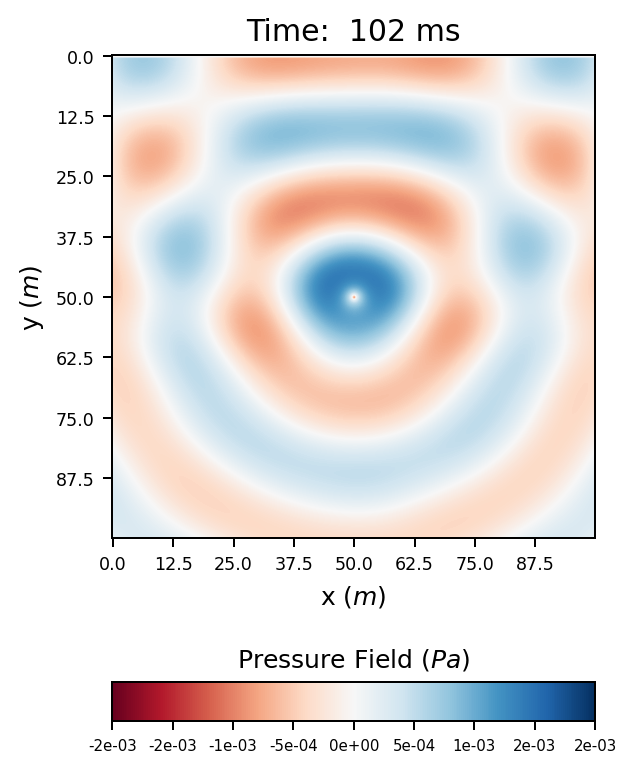 Time:  102 ms
0.0
12.5
25.0
37.5
50.0
62.5
75.0
87.5
y (m)
0.0 12.5 25.0 37.5 50.0 62.5 75.0 87.5
x (m)
Pressure Field (Pa)
-2e-03 -2e-03 -1e-03 -5e-04 0e+00 5e-04 1e-03 2e-03 2e-03